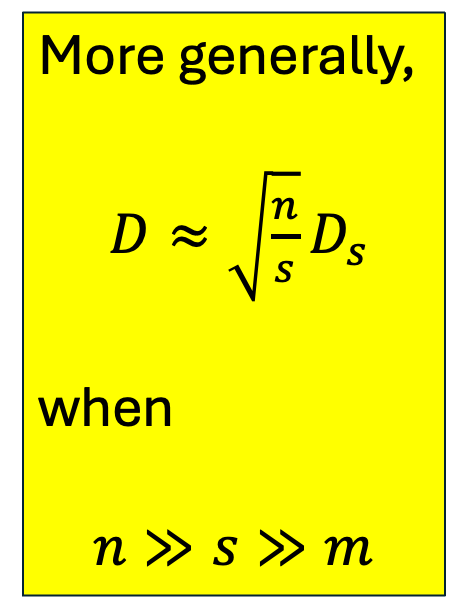 More generally,
D ≈ √(n/s) D_s
when
n ≫ s ≫ m